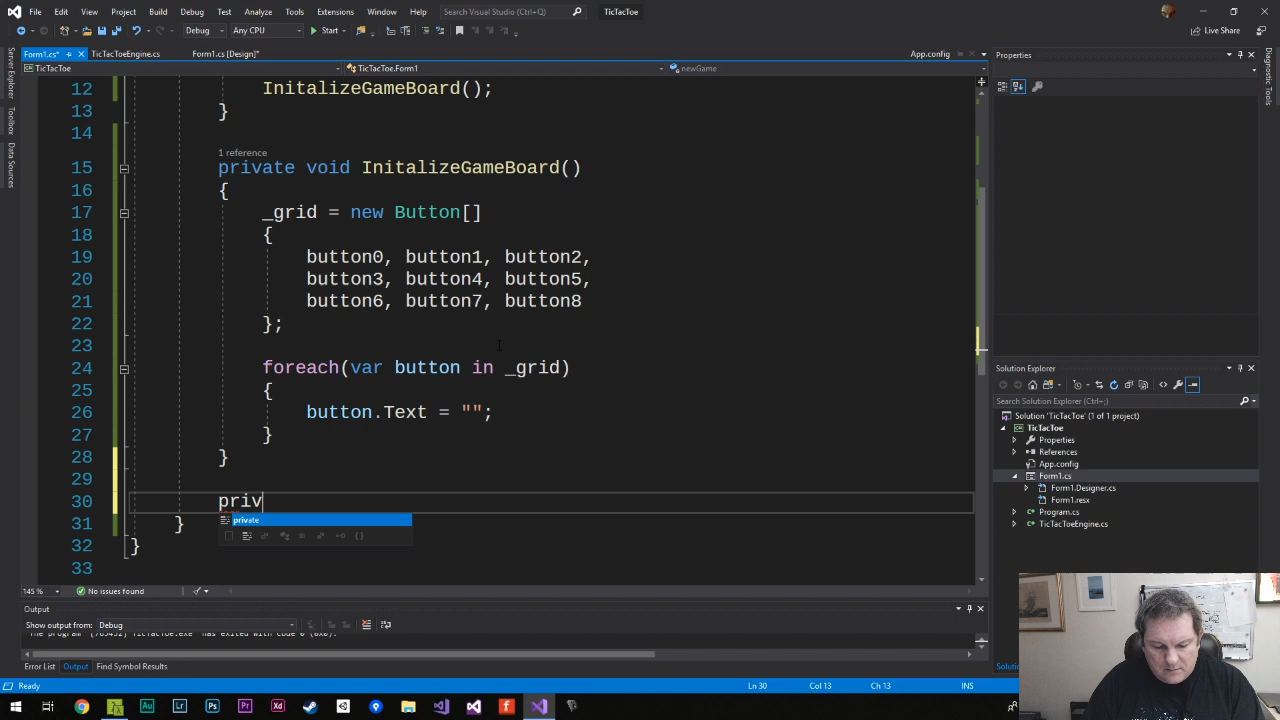 File Edit View Project Build Debug Test Analyze Tools Extensions Window Help Search Visual Studio (Ctrl+Q) TicTacToe
Debug Any CPU Start Live Share
Form1.cs* TicTacToeEngine.cs Form1.cs [Design]* App.config Properties
TicTacToe TicTacToe.Form1 newGame
Server Explorer
Toolbox
Data Sources
Diagnostic Tools
12 InitalizeGameBoard();
13 }
14
1 reference
15 private void InitalizeGameBoard()
16 {
17 _grid = new Button[]
18 {
19 button0, button1, button2,
20 button3, button4, button5,
21 button6, button7, button8
22 };
23
24 foreach(var button in _grid)
25 {
26 button.Text = "";
27 }
28 }
29
30 priv
private
31 }
32 }
33
Solution Explorer
Search Solution Explorer (Ctrl+;)
Solution 'TicTacToe' (1 of 1 project)
TicTacToe
Properties
References
App.config
Form1.cs
Form1.Designer.cs
Form1.resx
Program.cs
TicTacToeEngine.cs
145 % No issues found
Output
Show output from: Debug
Error List Output Find Symbol Results
Ready Ln 30 Col 13 Ch 13 INS